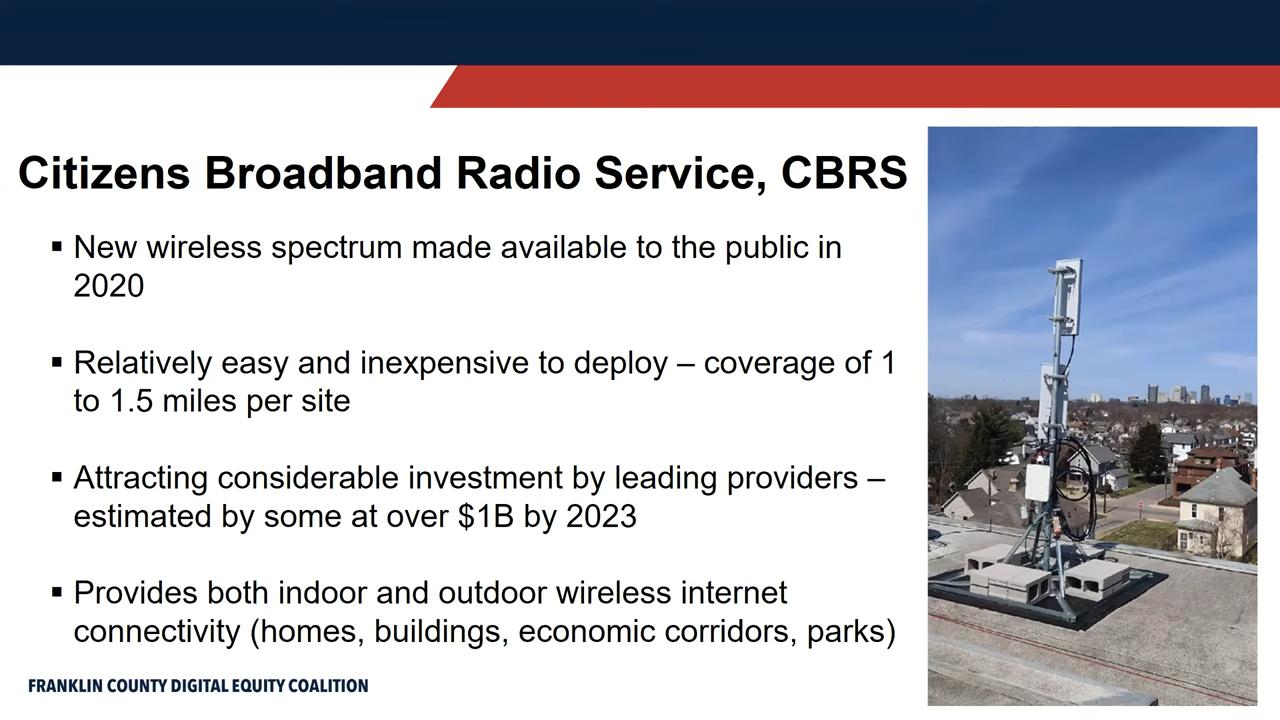 Citizens Broadband Radio Service, CBRS
▪ New wireless spectrum made available to the public in
2020
▪ Relatively easy and inexpensive to deploy – coverage of 1
to 1.5 miles per site
▪ Attracting considerable investment by leading providers –
estimated by some at over $1B by 2023
▪ Provides both indoor and outdoor wireless internet
connectivity (homes, buildings, economic corridors, parks)
FRANKLIN COUNTY DIGITAL EQUITY COALITION